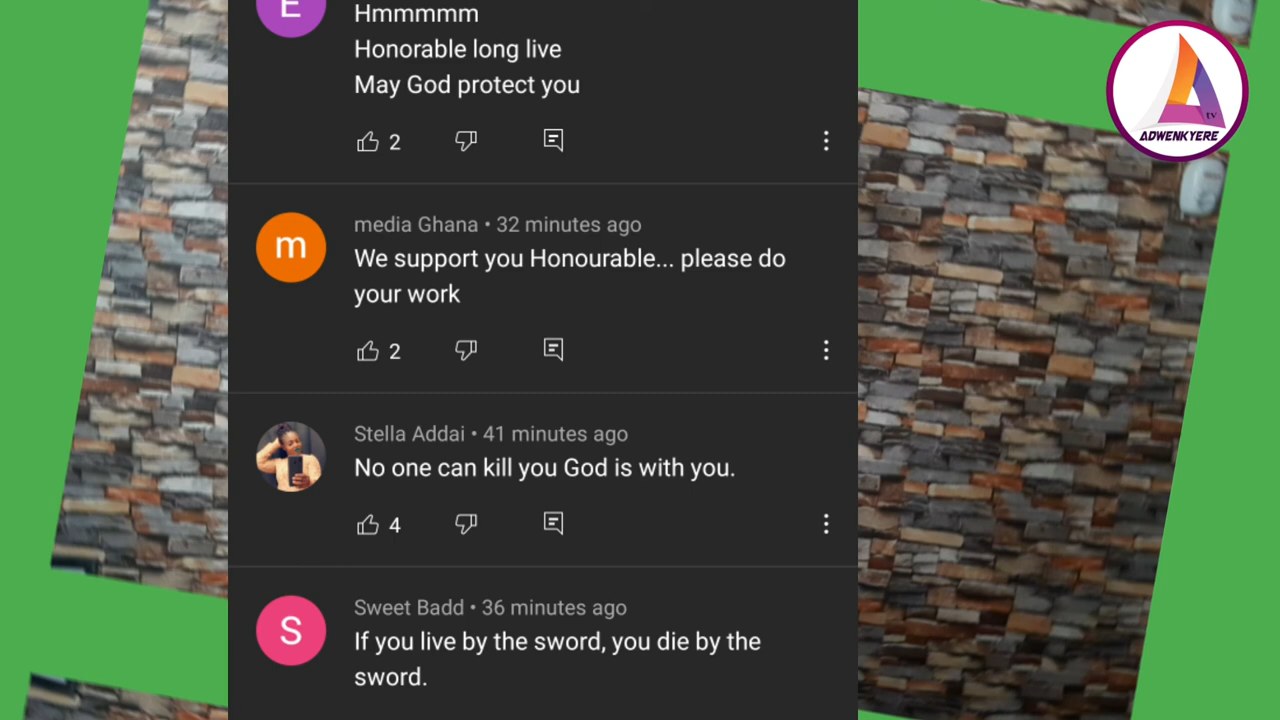 E
Hmmmmm
Honorable long live
May God protect you
2
m
media Ghana • 32 minutes ago
We support you Honourable... please do
your work
2
Stella Addai • 41 minutes ago
No one can kill you God is with you.
4
S
Sweet Badd • 36 minutes ago
If you live by the sword, you die by the
sword.
tv
ADWENKYERE